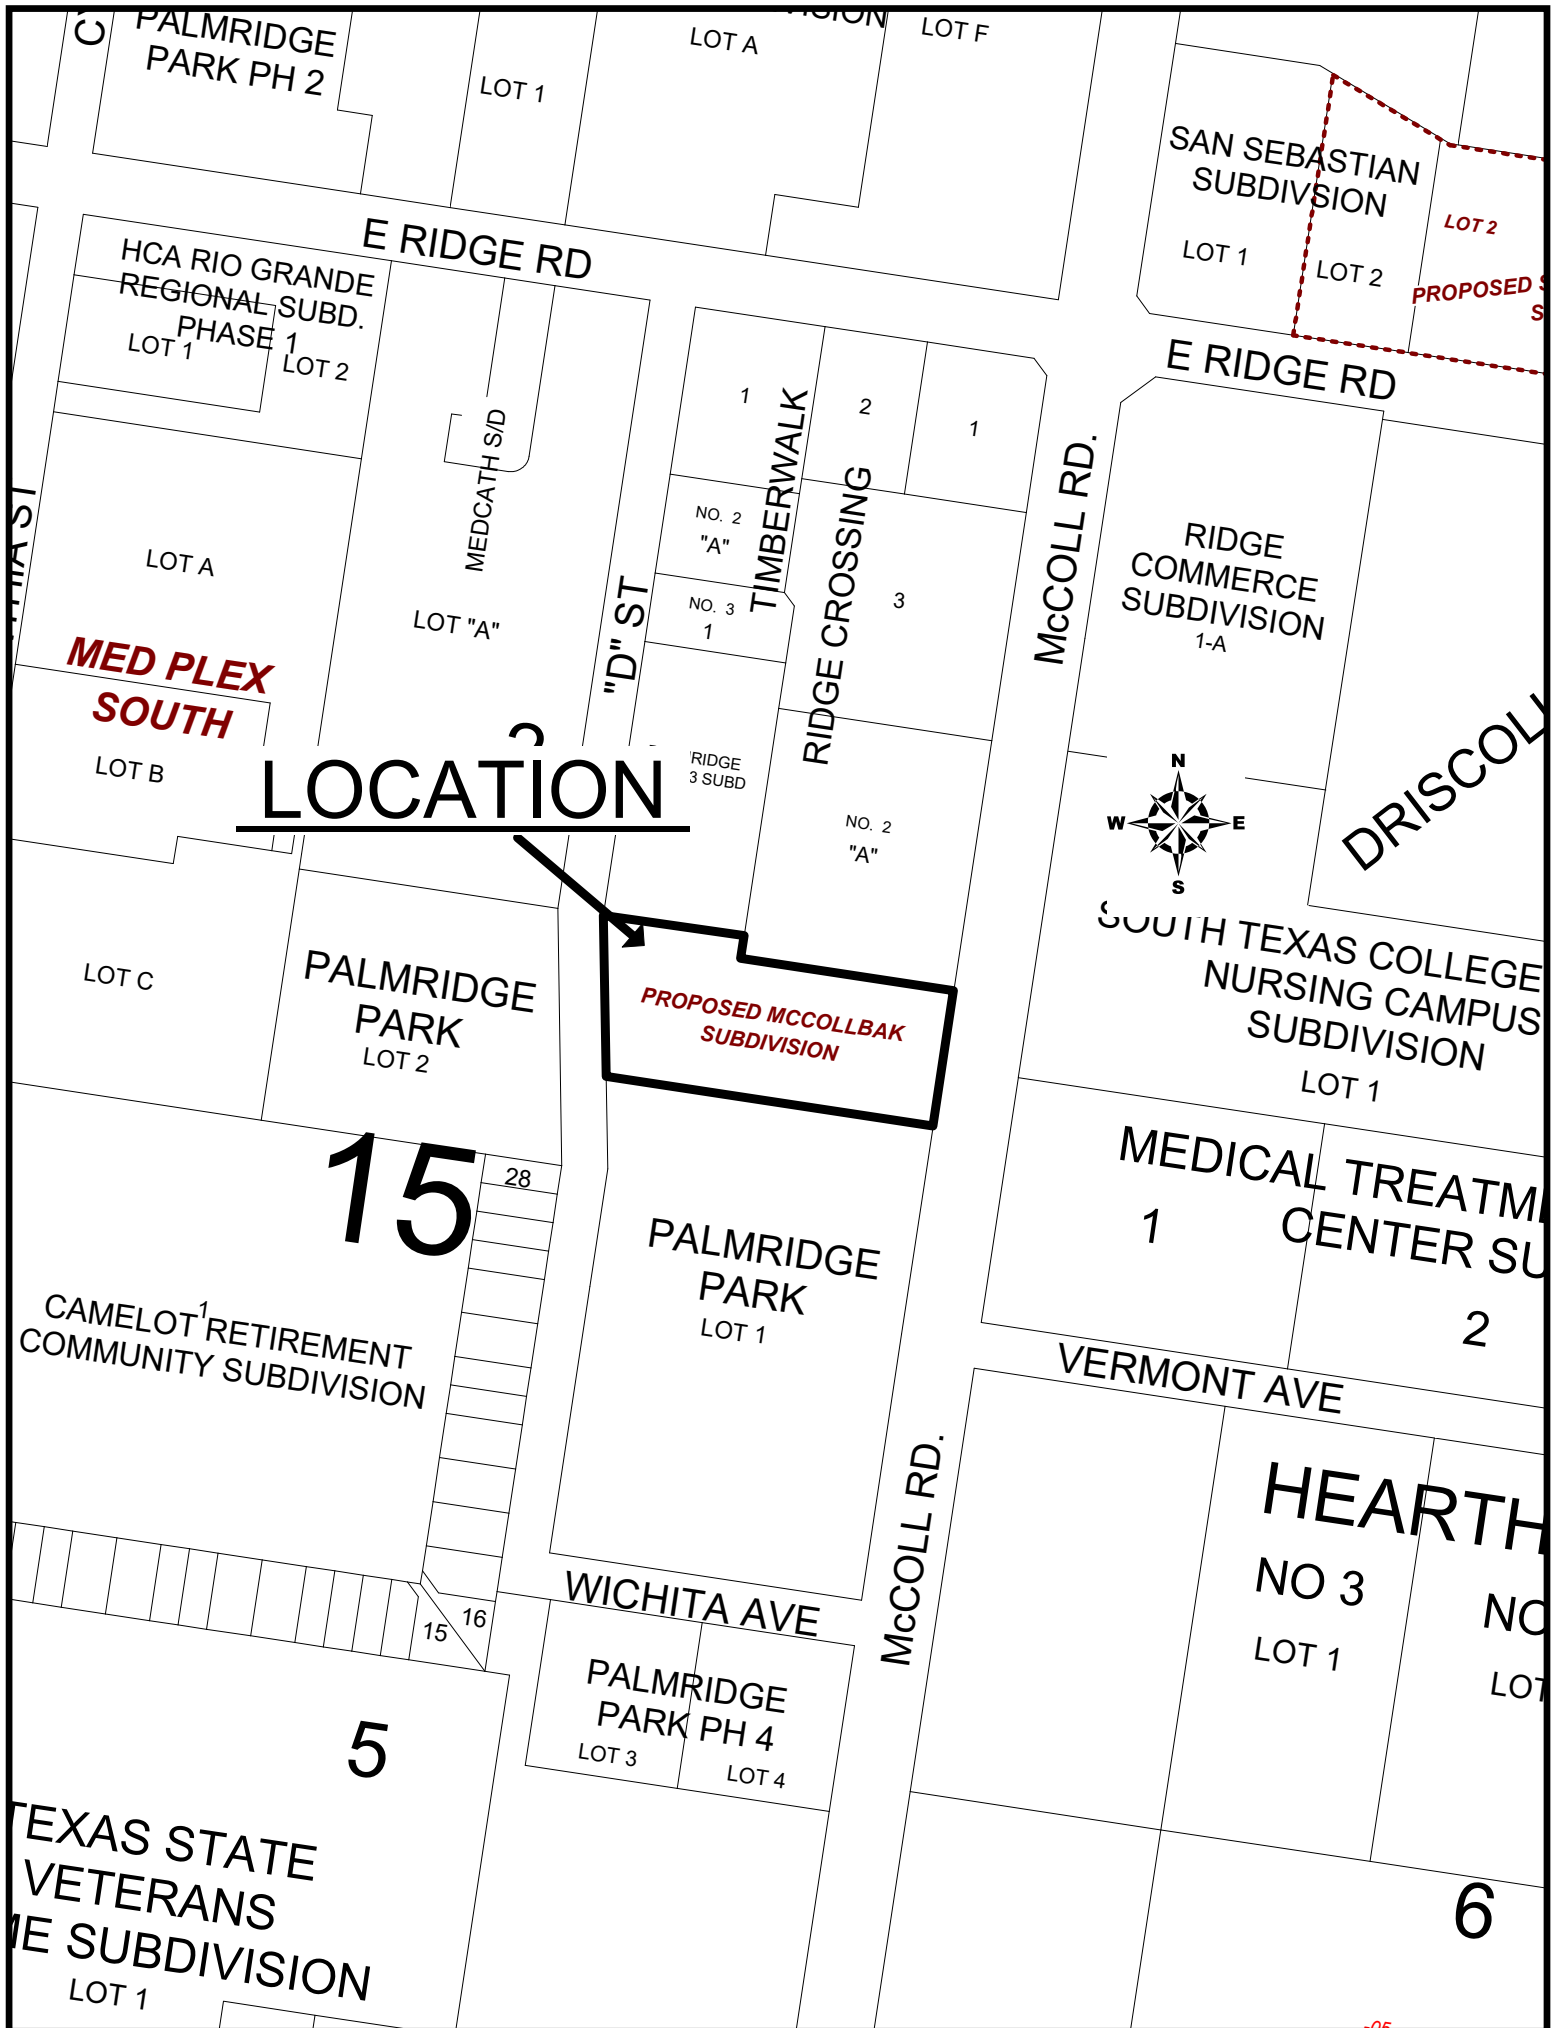 PALMRIDGE
PARK PH 2
LOT 1
LOT A
LOT F
SAN SEBASTIAN
SUBDIVSION
LOT 1
LOT 2
LOT 2
PROPOSED
E RIDGE RD
HCA RIO GRANDE
REGIONAL SUBD.
PHASE 1
LOT 1
LOT 2
E RIDGE RD
MEDCATH S/D
1
2
1
TIMBERWALK
RIDGE CROSSING
McCOLL RD.
NO. 2
"A"
NO. 3
1
3
LOT A
LOT "A"
"D" ST
RIDGE
COMMERCE
SUBDIVISION
1-A
MED PLEX
SOUTH
LOT B
LOCATION
RIDGE
3 SUBD
NO. 2
"A"
N
W
E
S
DRISCOLL
LOT C
PALMRIDGE
PARK
LOT 2
PROPOSED MCCOLLBAK
SUBDIVISION
SOUTH TEXAS COLLEGE
NURSING CAMPUS
SUBDIVISION
LOT 1
15
28
MEDICAL TREATME
CENTER SU
1
2
PALMRIDGE
PARK
LOT 1
1
CAMELOT RETIREMENT
COMMUNITY SUBDIVISION
VERMONT AVE
McCOLL RD.
HEARTH
NO 3
LOT 1
NO
LOT
WICHITA AVE
15
16
PALMRIDGE
PARK PH 4
LOT 3
LOT 4
5
TEXAS STATE
VETERANS
ME SUBDIVISION
LOT 1
6